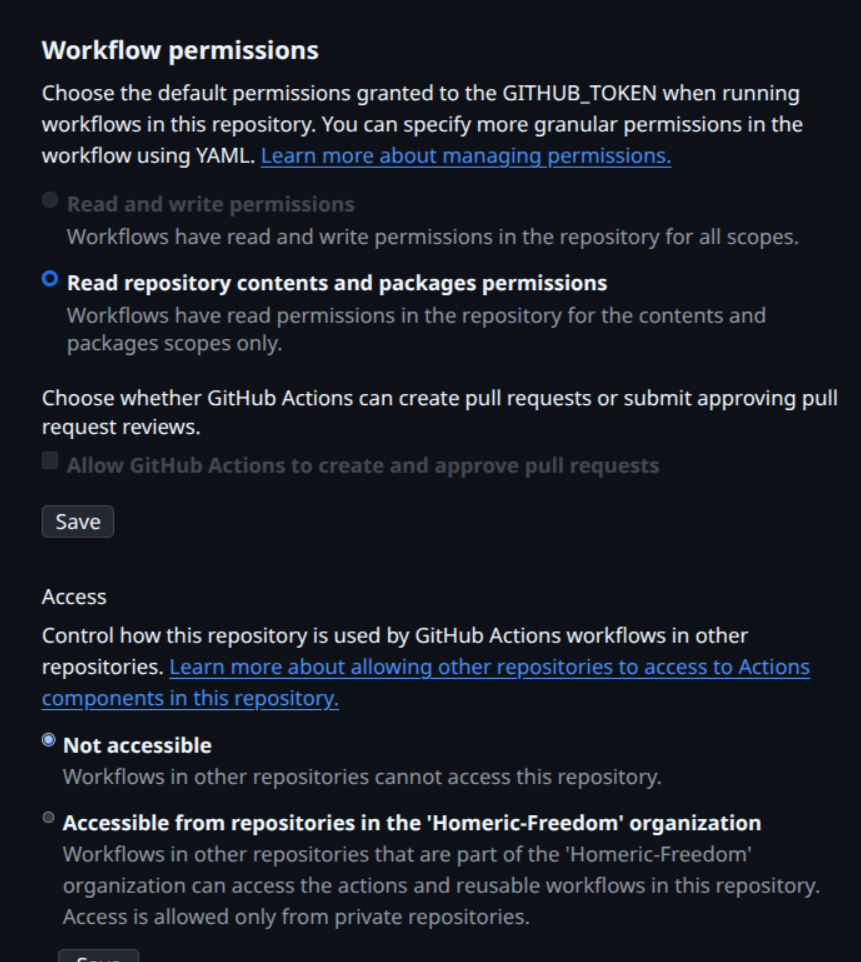 Workflow permissions
Choose the default permissions granted to the GITHUB_TOKEN when running
workflows in this repository. You can specify more granular permissions in the
workflow using YAML. Learn more about managing permissions.
Read and write permissions
Workflows have read and write permissions in the repository for all scopes.
Read repository contents and packages permissions
Workflows have read permissions in the repository for the contents and
packages scopes only.
Choose whether GitHub Actions can create pull requests or submit approving pull
request reviews.
Allow GitHub Actions to create and approve pull requests
Save
Access
Control how this repository is used by GitHub Actions workflows in other
repositories. Learn more about allowing other repositories to access to Actions
components in this repository.
Not accessible
Workflows in other repositories cannot access this repository.
Accessible from repositories in the 'Homeric-Freedom' organization
Workflows in other repositories that are part of the 'Homeric-Freedom'
organization can access the actions and reusable workflows in this repository.
Access is allowed only from private repositories.
Save